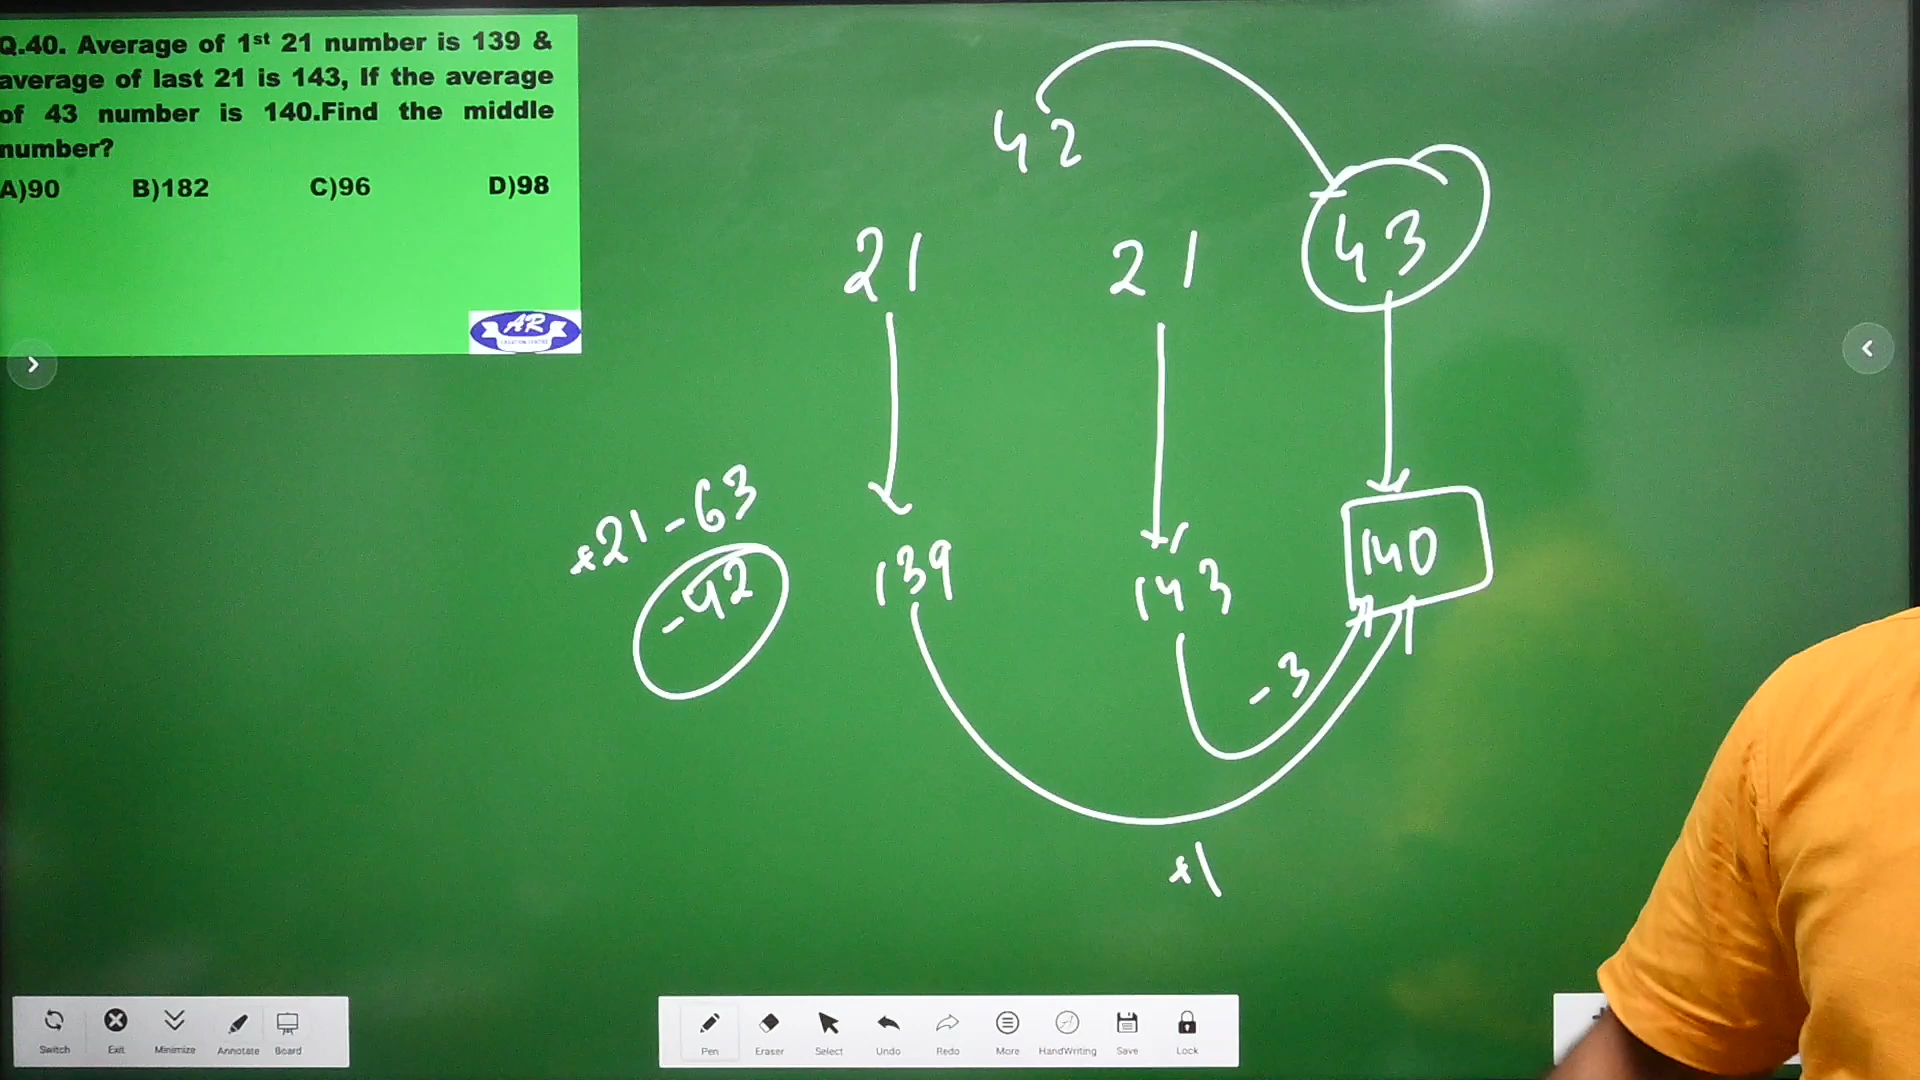 Q.40. Average of 1st 21 number is 139 &
average of last 21 is 143, If the average
of 43 number is 140.Find the middle
number?
A)90 B)182 C)96 D)98
AR
42
43
21 21
+21-63
-42
139 143 140
-3
+1
Switch Exit Minimize Annotate Board
Pen Eraser Select Undo Redo More HandWriting Save Lock